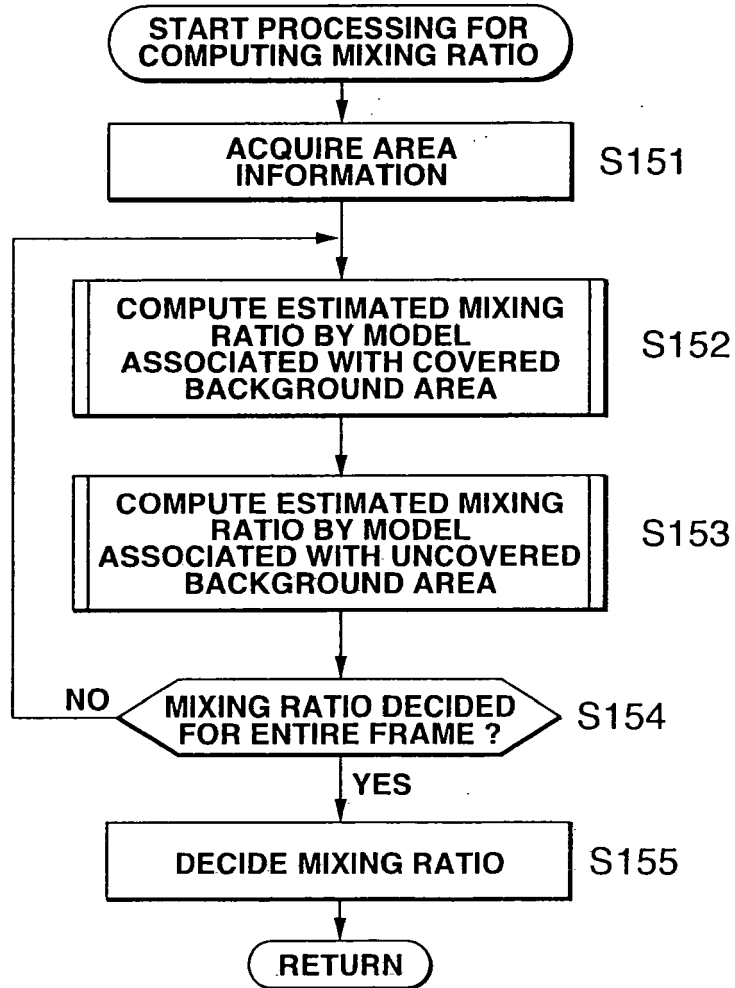 START PROCESSING FOR
COMPUTING MIXING RATIO
ACQUIRE AREA
INFORMATION
S151
COMPUTE ESTIMATED MIXING
RATIO BY MODEL
ASSOCIATED WITH COVERED
BACKGROUND AREA
S152
COMPUTE ESTIMATED MIXING
RATIO BY MODEL
ASSOCIATED WITH UNCOVERED
BACKGROUND AREA
S153
NO
MIXING RATIO DECIDED
FOR ENTIRE FRAME ?
S154
YES
DECIDE MIXING RATIO
S155
RETURN